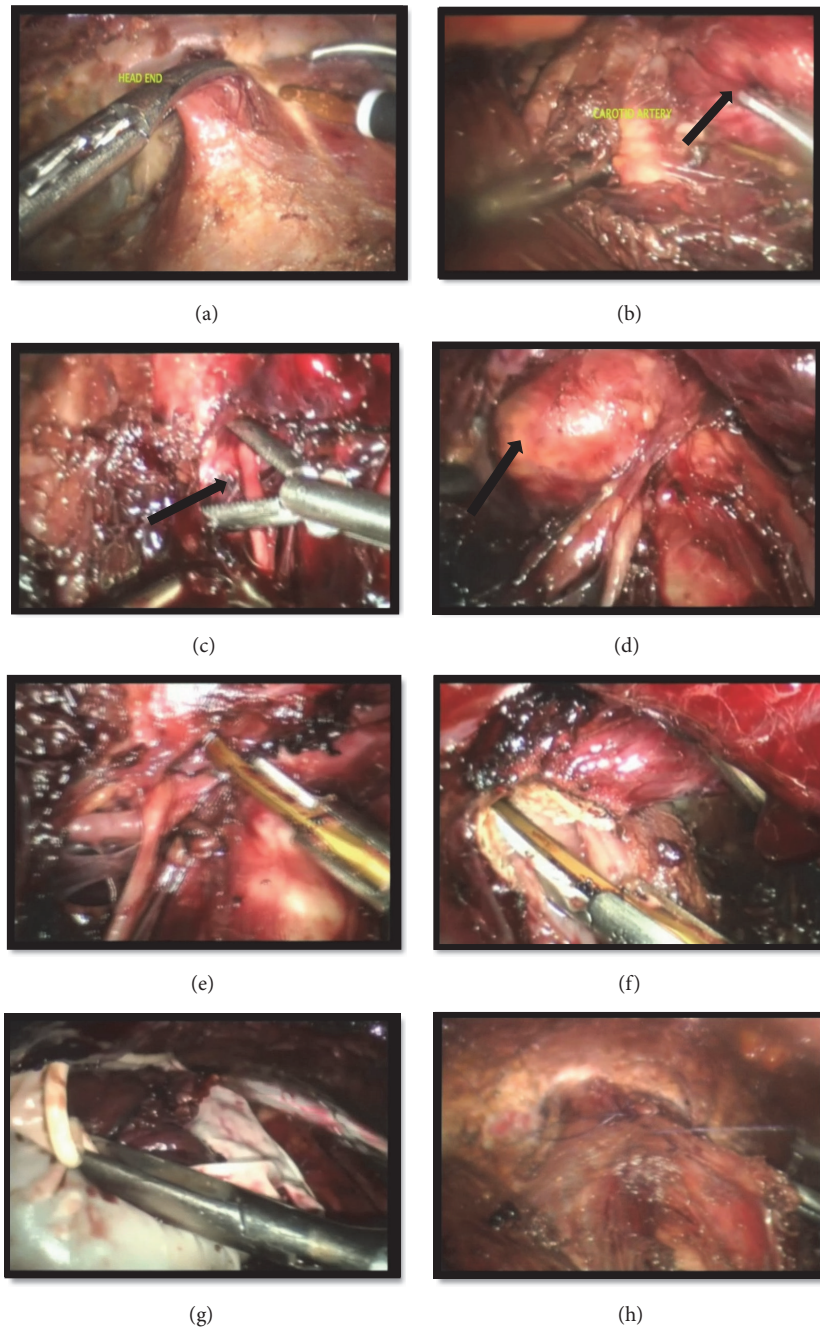 HEAD END
CAROTID ARTERY
(a)
(b)
(c)
(d)
(e)
(f)
(g)
(h)